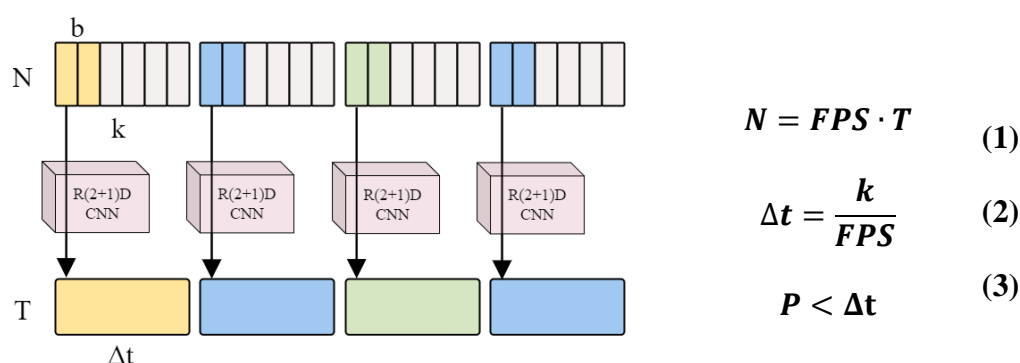 b
N
k
R(2+1)D
CNN
R(2+1)D
CNN
R(2+1)D
CNN
R(2+1)D
CNN
T
Δt
N = FPS · T (1)
Δt = k/FPS (2)
P < Δt (3)